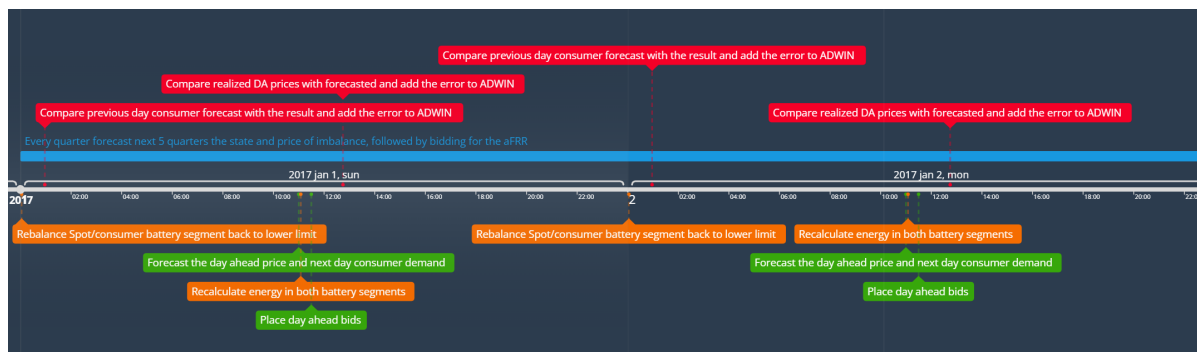 Compare previous day consumer forecast with the result and add the error to ADWIN
Compare realized DA prices with forecasted and add the error to ADWIN
Compare previous day consumer forecast with the result and add the error to ADWIN
Compare realized DA prices with forecasted and add the error to ADWIN
Every quarter forecast next 5 quarters the state and price of imbalance, followed by bidding for the aFRR
2017 jan 1, sun
2017 jan 2, mon
2017 02:00 04:00 06:00 08:00 10:00 12:00 14:00 16:00 18:00 20:00 22:00 2 02:00 04:00 06:00 08:00 10:00 12:00 14:00 16:00 18:00 20:00 22:00
Rebalance Spot/consumer battery segment back to lower limit
Rebalance Spot/consumer battery segment back to lower limit
Recalculate energy in both battery segments
Forecast the day ahead price and next day consumer demand
Forecast the day ahead price and next day consumer demand
Recalculate energy in both battery segments
Place day ahead bids
Place day ahead bids